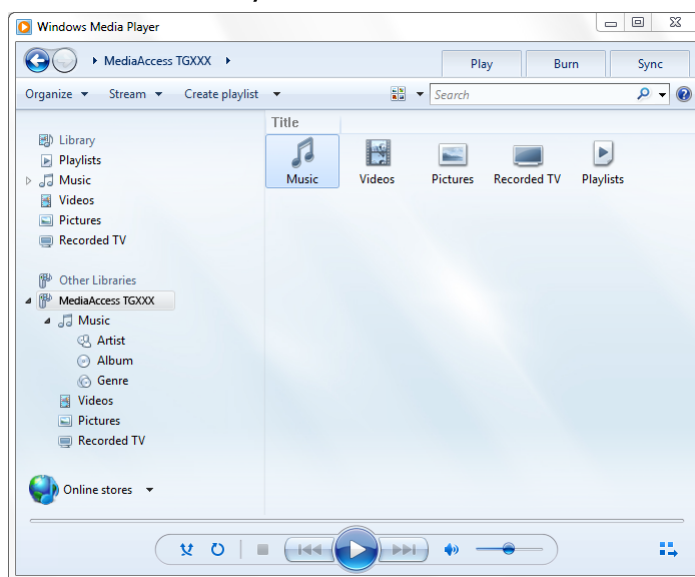 Windows Media Player
MediaAccess TGXXX
Play Burn Sync
Organize Stream Create playlist Search
Title
Library
Playlists
Music
Videos
Pictures
Recorded TV
Other Libraries
MediaAccess TGXXX
Music
Artist
Album
Genre
Videos
Pictures
Recorded TV
Online stores
Music Videos Pictures Recorded TV Playlists